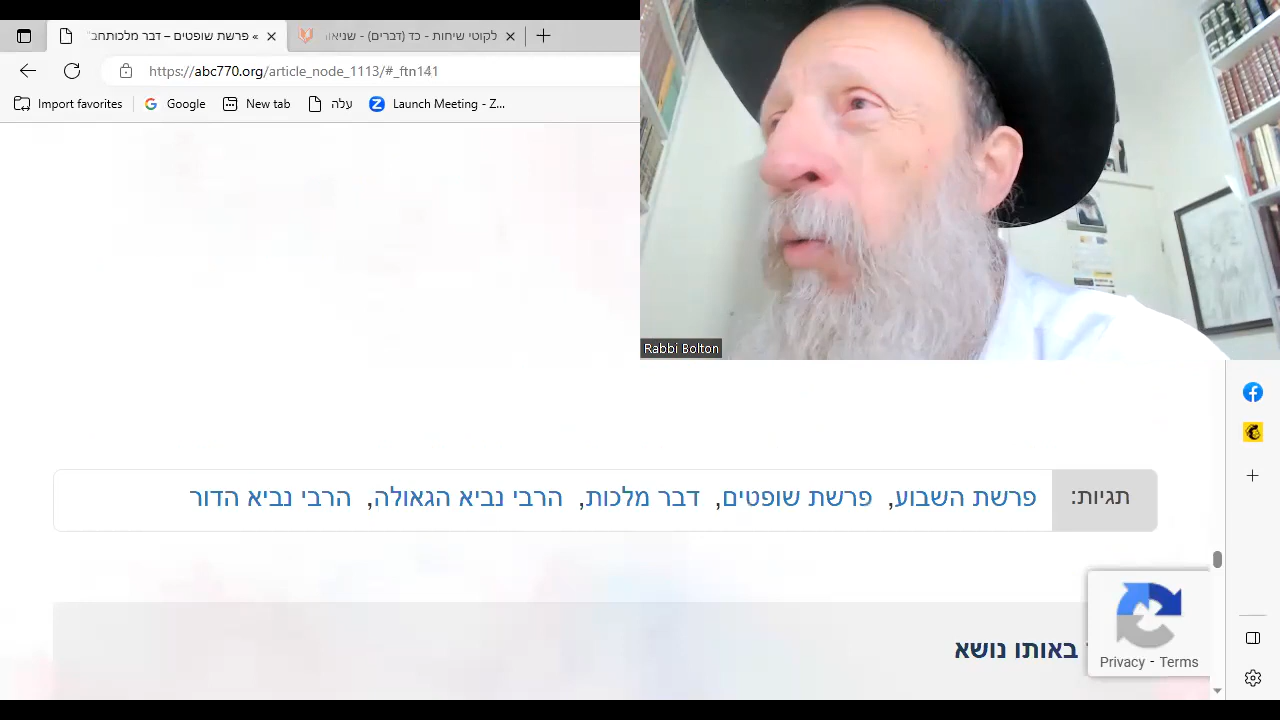 » פרשת שופטים – דבר מלכותחב"
לקוטי שיחות - כד (דברים) - שניאו
https://abc770.org/article_node_1113/#_ftn141
Import favorites
Google
New tab
עלה
Launch Meeting - Z...
Rabbi Bolton
תגיות:
פרשת השבוע, פרשת שופטים, דבר מלכות, הרבי נביא הגאולה, הרבי נביא הדור
באותו נושא
Privacy - Terms